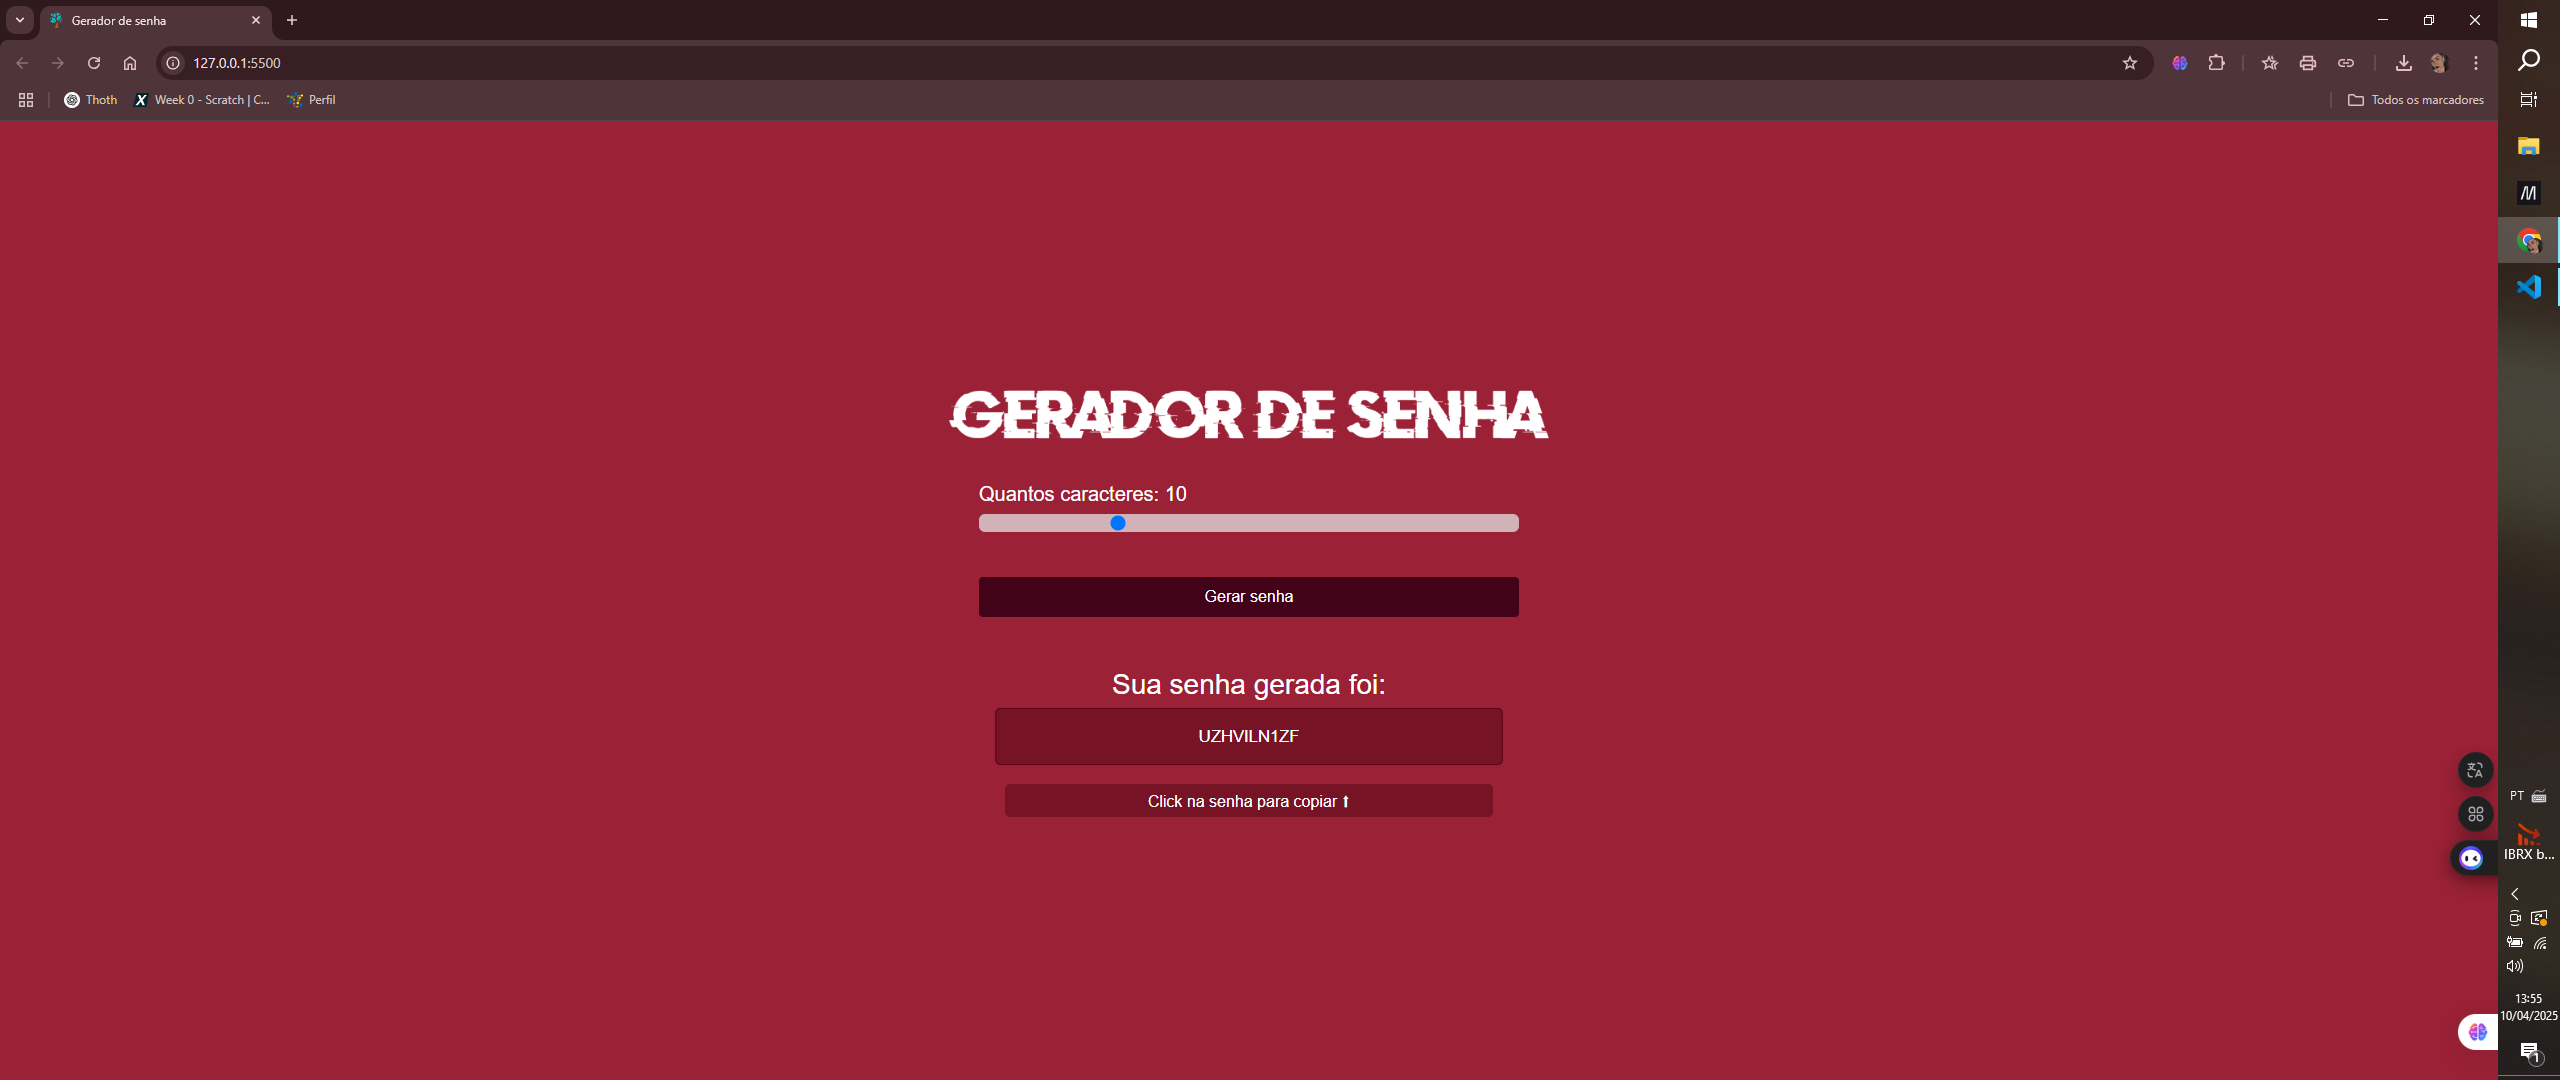 Gerador de senha
127.0.0.1:5500
Thoth
Week 0 - Scratch | C...
Perfil
Todos os marcadores
GERADOR DE SENHA
Quantos caracteres: 10
Gerar senha
Sua senha gerada foi:
UZHVILN1ZF
Click na senha para copiar ⬆
PT
IBRX b...
13:55
10/04/2025
1